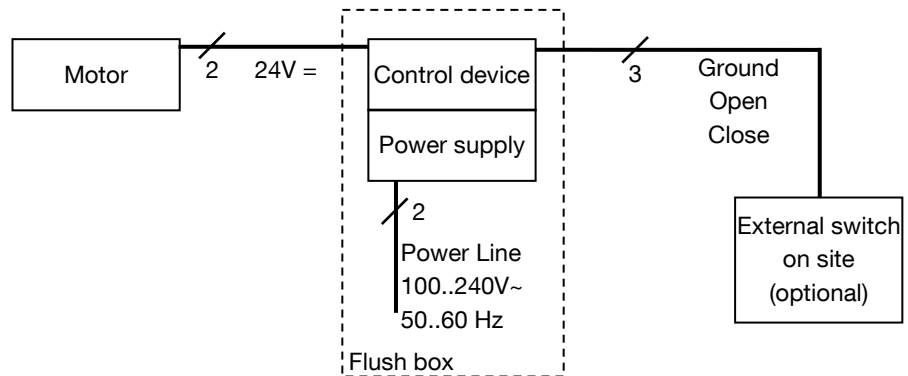 Motor
2
24V =
Control device
Power supply
3
Ground
Open
Close
2
Power Line
100..240V~
50..60 Hz
Flush box
External switch
on site
(optional)